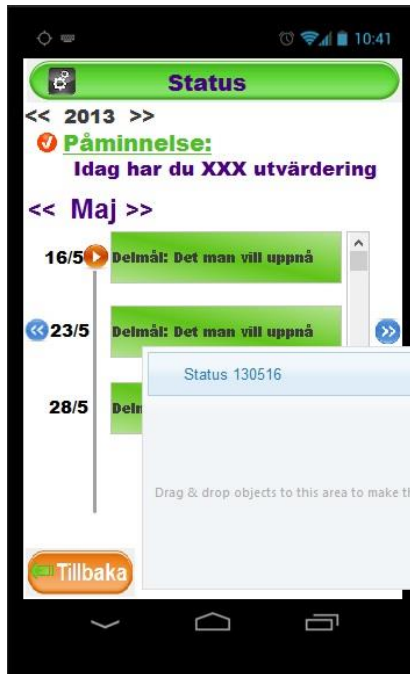 10:41
Status
<< 2013 >>
Påminnelse:
Idag har du XXX utvärdering
<< Maj >>
16/5 Delmål: Det man vill uppnå
23/5 Delmål: Det man vill uppnå
Status 130516
28/5
Drag & drop objects to this area to make
Tillbaka